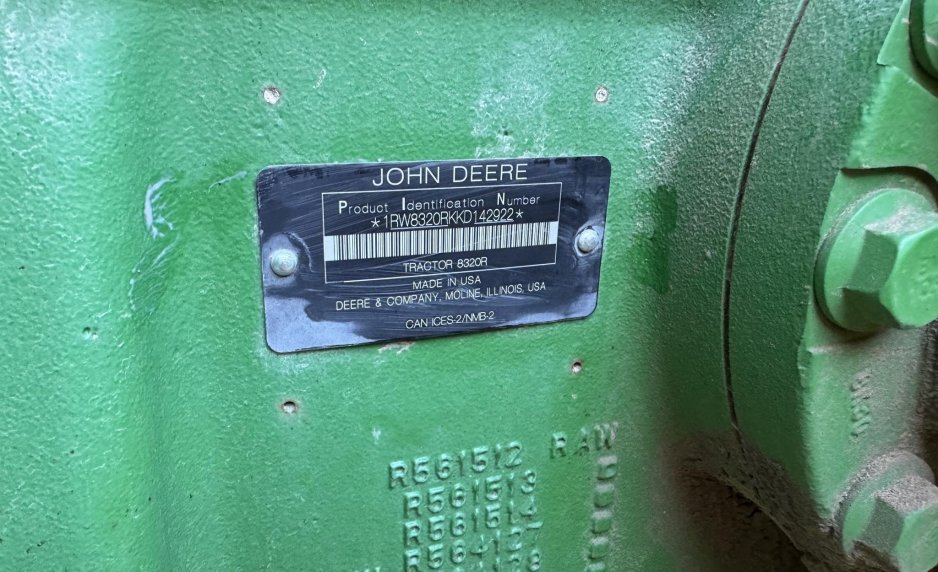 JOHN DEERE
Product Identification Number
*1RW8320RKKD142922*
TRACTOR 8320R
MADE IN USA
DEERE & COMPANY, MOLINE, ILLINOIS, USA
CAN ICES-2/NMB-2
R561512 RAW
R561513
R561514
R564127